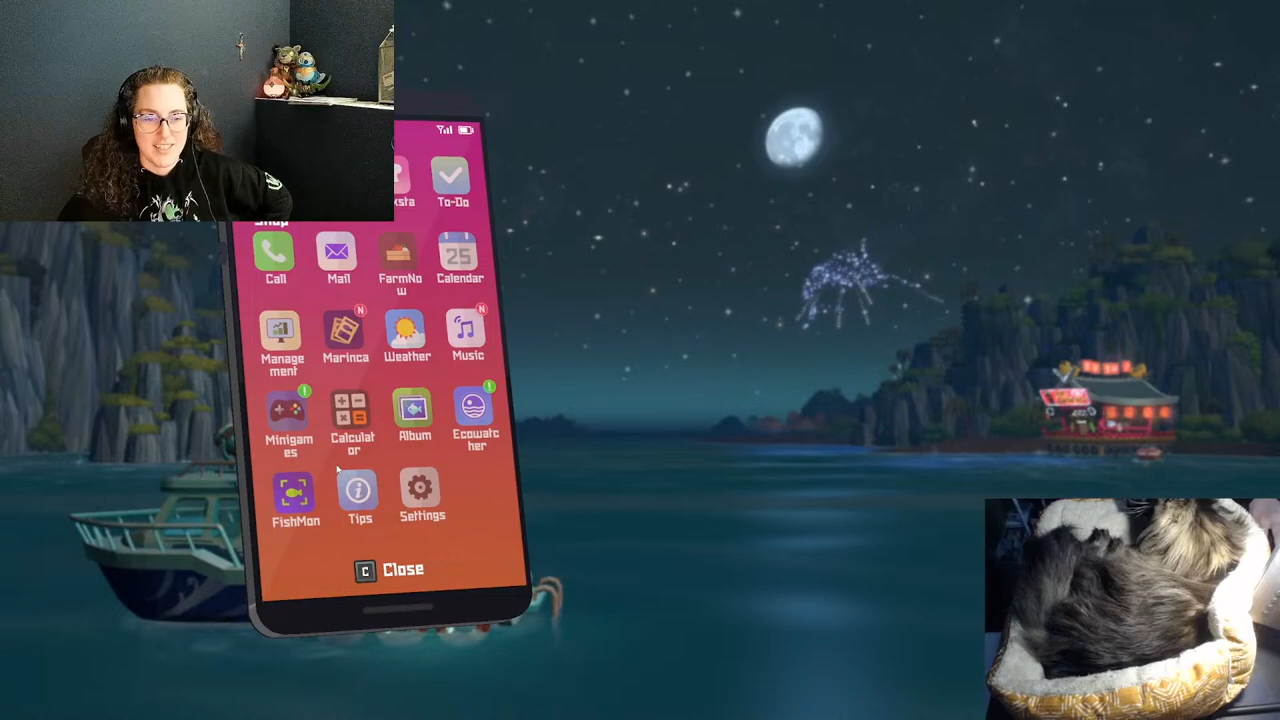 ksta
To-Do
Shop
Call
Mail
FarmNo
w
25
Calendar
Manage
ment
N
Marinca
Weather
N
Music
!
Minigam
es
Calculat
or
Album
!
Ecowatc
her
FishMon
Tips
Settings
C Close